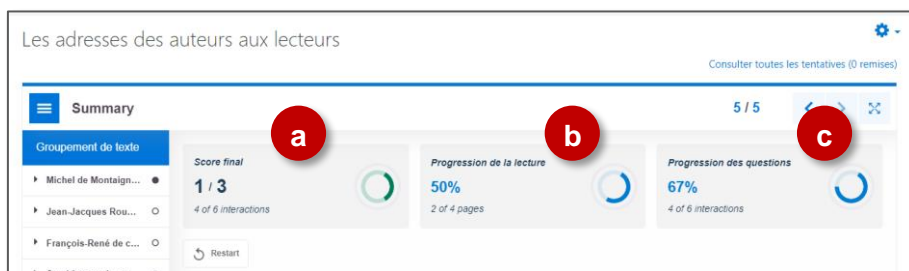 Les adresses des auteurs aux lecteurs
Consulter toutes les tentatives (0 remises)
Summary
5 / 5
Groupement de texte
Michel de Montaign...
Jean-Jacques Rou...
François-René de c...
a
Score final
1 / 3
4 of 6 interactions
b
Progression de la lecture
50%
2 of 4 pages
c
Progression des questions
67%
4 of 6 interactions
Restart